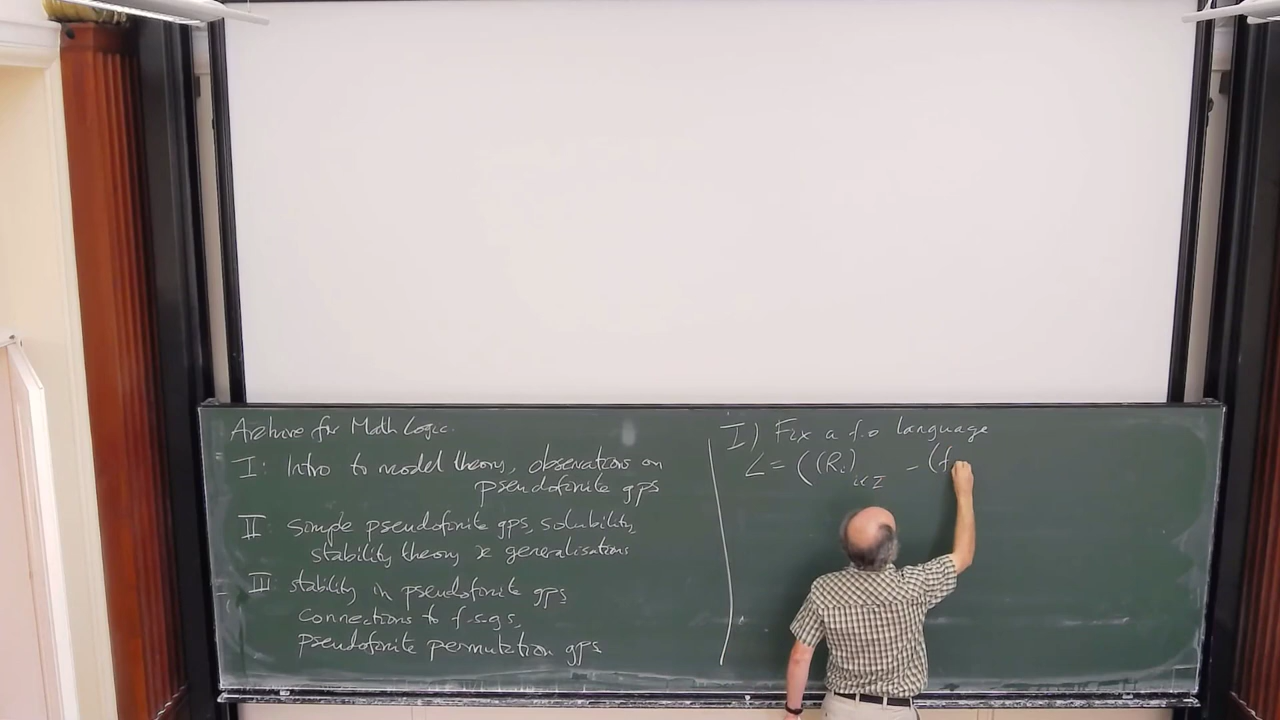 Archive for Math Logic.
I: Intro to model theory, observations on
pseudofinite gps
II simple pseudofinite gps, solubility,
stability theory & generalisations
III stability in pseudofinite gps
connections to f.s.g.s,
pseudofinite permutation gps.
I) Fix a f.o language
L = ((Rᵢ)i∈I - (f